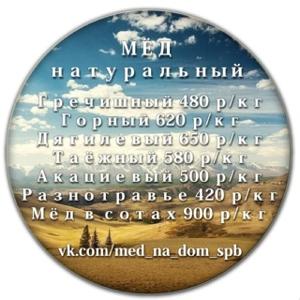 МЁД
натуральный
Гречишный 480 р/кг
Горный 620 р/кг
Дягилевый 650 р/кг
Таёжный 580 р/кг
Акациевый 500 р/кг
Разнотравье 420 р/кг
Мёд в сотах 900 р/кг
vk.com/med_na_dom_spb